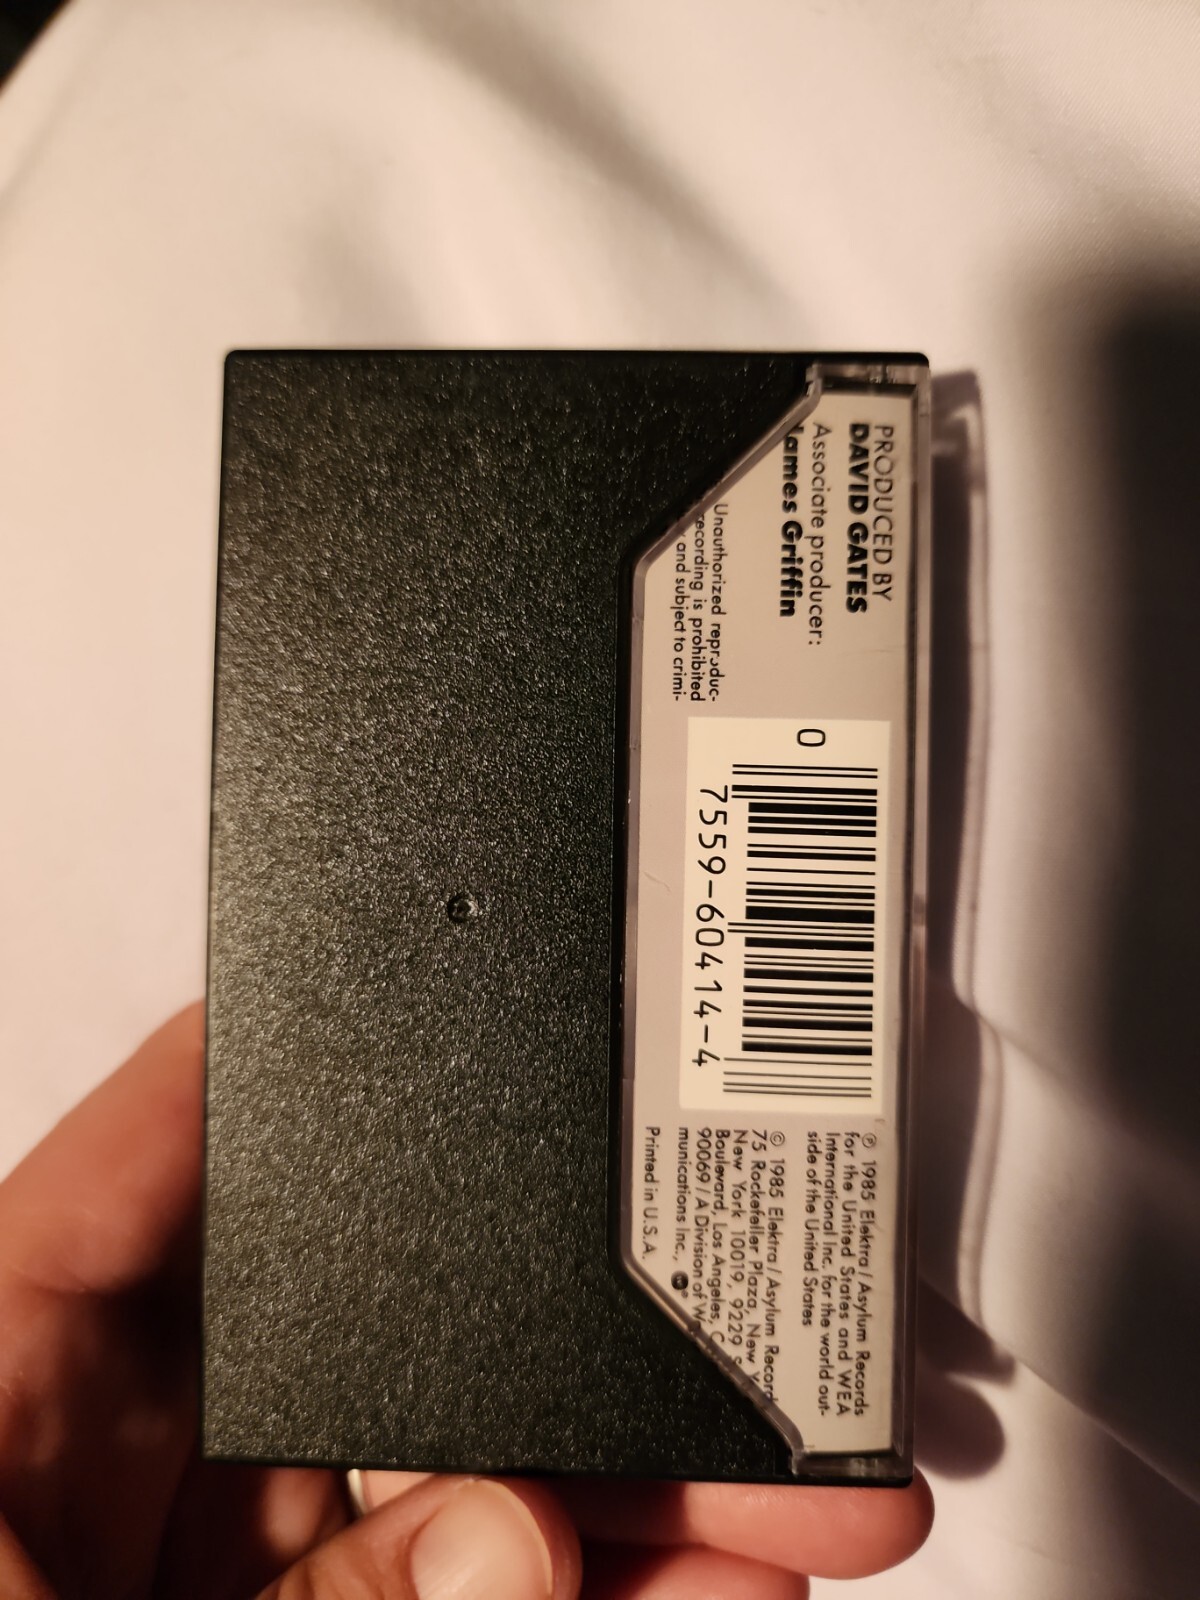 PRODUCED BY
DAVID GATES
Associate producer:
James Griffin
Unauthorized reproduc-
recording is prohibited
and subject to crimi-
0
7559-60414-4
℗ 1985 Elektra/Asylum Records
for the United States and WEA
International Inc. for the world out-
side of the United States
© 1985 Elektra/Asylum Record
75 Rockefeller Plaza, New
New York 10019, 9229
Boulevard, Los Angeles,
90069/A Division of
munications Inc.,
Printed in U.S.A.